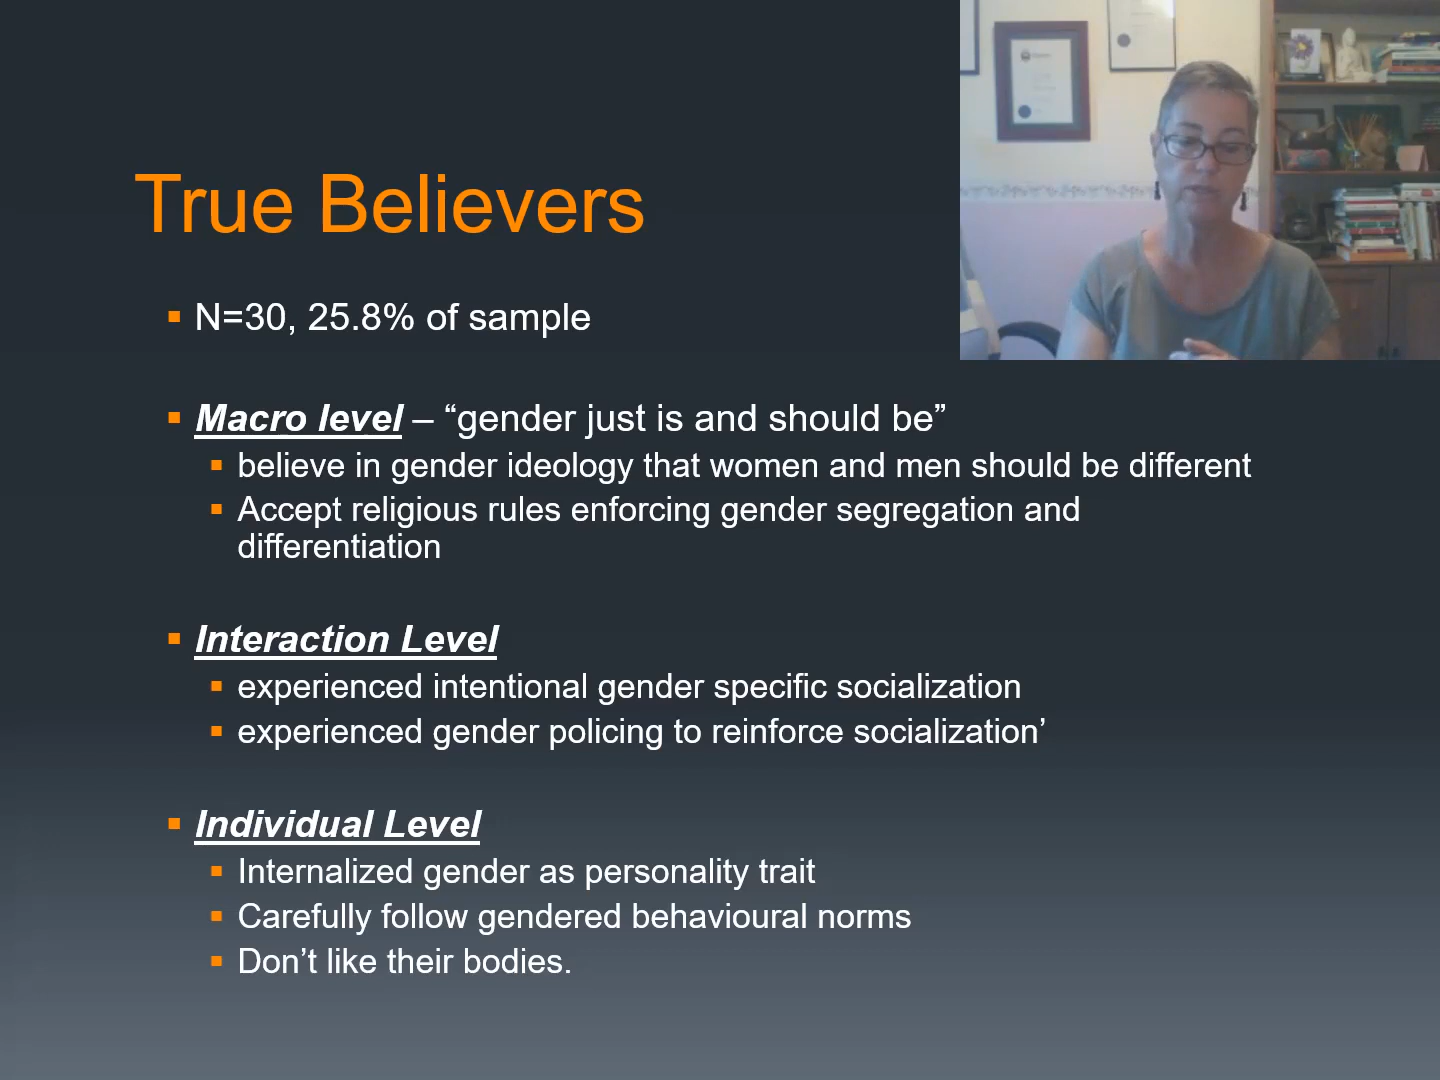 True Believers
N=30, 25.8% of sample
Macro level – “gender just is and should be”
believe in gender ideology that women and men should be different
Accept religious rules enforcing gender segregation and
differentiation
Interaction Level
experienced intentional gender specific socialization
experienced gender policing to reinforce socialization’
Individual Level
Internalized gender as personality trait
Carefully follow gendered behavioural norms
Don’t like their bodies.